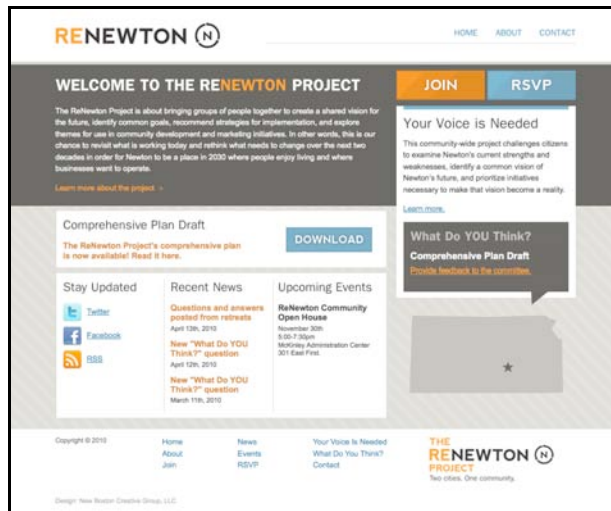 RENEWTON N
HOME ABOUT CONTACT
WELCOME TO THE RENEWTON PROJECT
The ReNewton Project is about bringing groups of people together to create a shared vision for
the future, identify common goals, recommend strategies for implementation, and explore
themes for use in community development and marketing initiatives. In other words, this is our
chance to revisit what is working today and rethink what needs to change over the next two
decades in order for Newton to be a place in 2030 where people enjoy living and where
businesses want to operate.
Learn more about the project »
JOIN RSVP
Your Voice is Needed
This community-wide project challenges citizens
to examine Newton's current strengths and
weaknesses, identify a common vision of
Newton's future, and prioritize initiatives
necessary to make that vision become a reality.
Learn more.
Comprehensive Plan Draft
The ReNewton Project's comprehensive plan
is now available! Read it here.
DOWNLOAD
What Do YOU Think?
Comprehensive Plan Draft
Provide feedback to the committee.
Stay Updated
Twitter
Facebook
RSS
Recent News
Questions and answers
posted from retreats
April 13th, 2010
New "What Do YOU
Think?" question
April 12th, 2010
New "What Do YOU
Think?" question
March 11th, 2010
Upcoming Events
ReNewton Community
Open House
November 30th
5:00-7:30pm
McKinley Administration Center
301 East First
Copyright © 2010
Home
About
Join
News
Events
RSVP
Your Voice Is Needed
What Do You Think?
Contact
THE
RENEWTON N
PROJECT
Two cities. One community.
Design: New Boston Creative Group, LLC